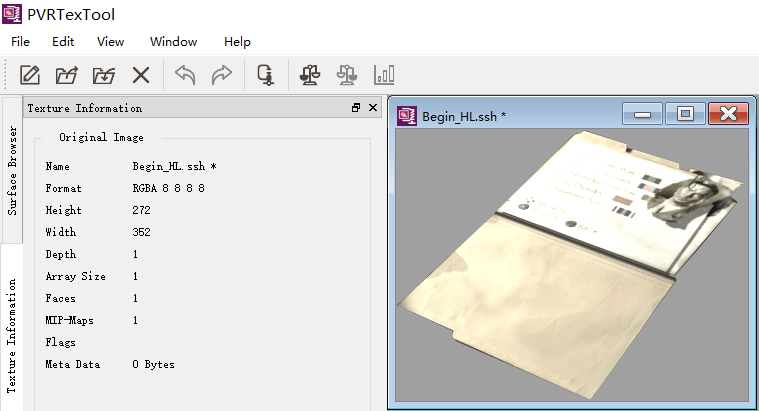 PVRTexTool
File Edit View Window Help
Surface Browser
Texture Information
Texture Information
Original Image
Name Begin_HL.ssh *
Format RGBA 8 8 8 8
Height 272
Width 352
Depth 1
Array Size 1
Faces 1
MIP-Maps 1
Flags
Meta Data 0 Bytes
Begin_HL.ssh *
BACK